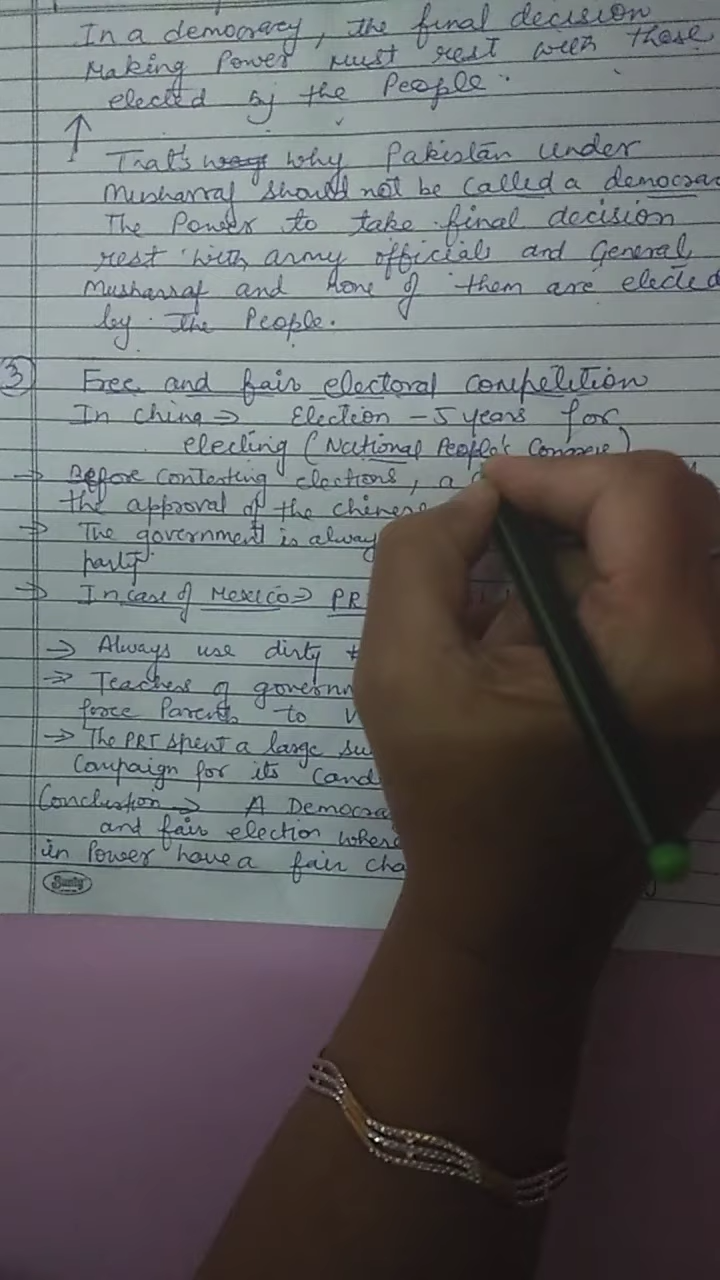 In a democracy, the final decision
Making Power Must rest with those
elected by the People.
That's why Pakistan under
Musharraf should not be called a democra
The Power to take final decision
rest with army officials and General
Musharraf and None of them are elected
by The People.
3 Free and fair electoral competition
In China ⇒ Election - 5 years for
electing (National People's Congress)
→ Before contesting elections, a
the approval of the chinese
→ The government is always
party.
→ In case of Mexico ⇒ PR
→ Always use dirty t
→ Teachers of governm
force Parents to v
→ The PRI spent a large su
Campaign for its cand
Conclusion → A Democra
and fair election where
in Power have a fair cha